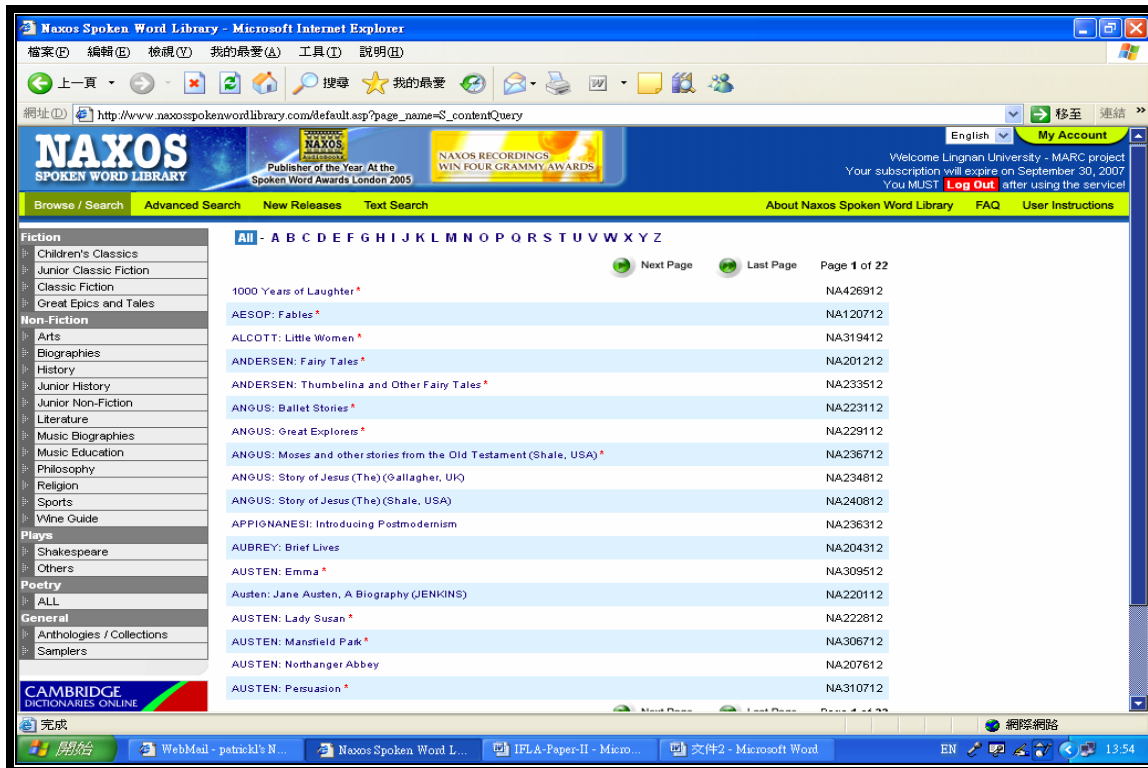 Naxos Spoken Word Library - Microsoft Internet Explorer
檔案(F) 編輯(E) 檢視(V) 我的最愛(A) 工具(T) 說明(H)
上一頁 搜尋 我的最愛
網址(D) http://www.naxosspokenwordlibrary.com/default.asp?page_name=S_contentQuery 移至 連結 »
NAXOS
SPOKEN WORD LIBRARY
NAXOS
AudioBooks
Publisher of the Year At the
Spoken Word Awards London 2005
NAXOS RECORDINGS
WIN FOUR GRAMMY AWARDS
English My Account
Welcome Lingnan University - MARC project
Your subscription will expire on September 30, 2007
You MUST Log Out after using the service!
Browse / Search Advanced Search New Releases Text Search About Naxos Spoken Word Library FAQ User Instructions
Fiction
Children's Classics
Junior Classic Fiction
Classic Fiction
Great Epics and Tales
Non-Fiction
Arts
Biographies
History
Junior History
Junior Non-Fiction
Literature
Music Biographies
Music Education
Philosophy
Religion
Sports
Wine Guide
Plays
Shakespeare
Others
Poetry
ALL
General
Anthologies / Collections
Samplers
CAMBRIDGE
DICTIONARIES ONLINE
All - A B C D E F G H I J K L M N O P Q R S T U V W X Y Z
Next Page Last Page Page 1 of 22
1000 Years of Laughter * NA426912
AESOP: Fables * NA120712
ALCOTT: Little Women * NA319412
ANDERSEN: Fairy Tales * NA201212
ANDERSEN: Thumbelina and Other Fairy Tales * NA233512
ANGUS: Ballet Stories * NA223112
ANGUS: Great Explorers * NA229112
ANGUS: Moses and other stories from the Old Testament (Shale, USA) * NA236712
ANGUS: Story of Jesus (The) (Gallagher, UK) NA234812
ANGUS: Story of Jesus (The) (Shale, USA) NA240812
APPIGNANESI: Introducing Postmodernism NA236312
AUBREY: Brief Lives NA204312
AUSTEN: Emma * NA309512
Austen: Jane Austen, A Biography (JENKINS) NA220112
AUSTEN: Lady Susan * NA222812
AUSTEN: Mansfield Park * NA306712
AUSTEN: Northanger Abbey NA207612
AUSTEN: Persuasion * NA310712
Next Page Last Page Page 1 of 22
完成 網際網路
開始 WebMail - patrickl's N... Naxos Spoken Word L... IFLA-Paper-II - Micro... 文件2 - Microsoft Word EN 13:54